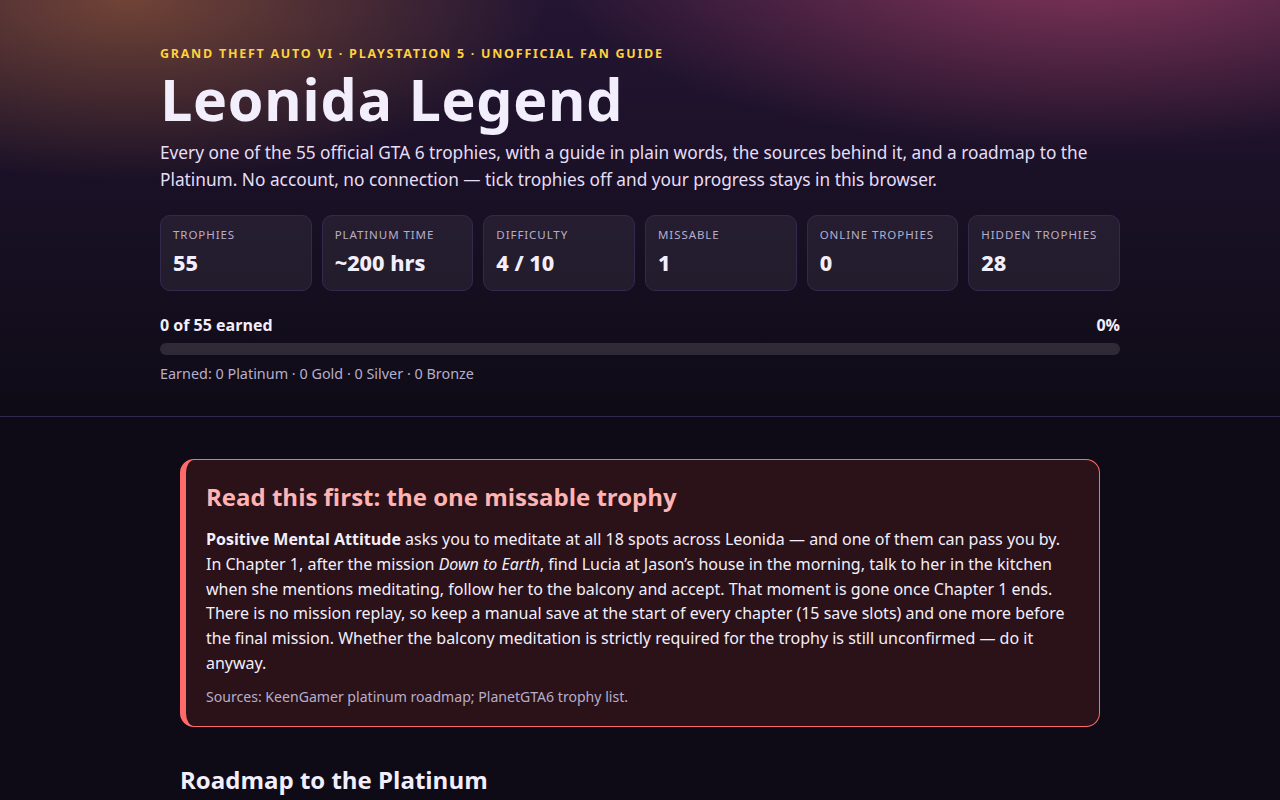 GRAND THEFT AUTO VI · PLAYSTATION 5 · UNOFFICIAL FAN GUIDE
Leonida Legend
Every one of the 55 official GTA 6 trophies, with a guide in plain words, the sources behind it, and a roadmap to the
Platinum. No account, no connection — tick trophies off and your progress stays in this browser.
TROPHIES
55
PLATINUM TIME
~200 hrs
DIFFICULTY
4 / 10
MISSABLE
1
ONLINE TROPHIES
0
HIDDEN TROPHIES
28
0 of 55 earned
0%
Earned: 0 Platinum · 0 Gold · 0 Silver · 0 Bronze
Read this first: the one missable trophy
Positive Mental Attitude asks you to meditate at all 18 spots across Leonida — and one of them can pass you by.
In Chapter 1, after the mission Down to Earth, find Lucia at Jason’s house in the morning, talk to her in the kitchen
when she mentions meditating, follow her to the balcony and accept. That moment is gone once Chapter 1 ends.
There is no mission replay, so keep a manual save at the start of every chapter (15 save slots) and one more before
the final mission. Whether the balcony meditation is strictly required for the trophy is still unconfirmed — do it
anyway.
Sources: KeenGamer platinum roadmap; PlanetGTA6 trophy list.
Roadmap to the Platinum